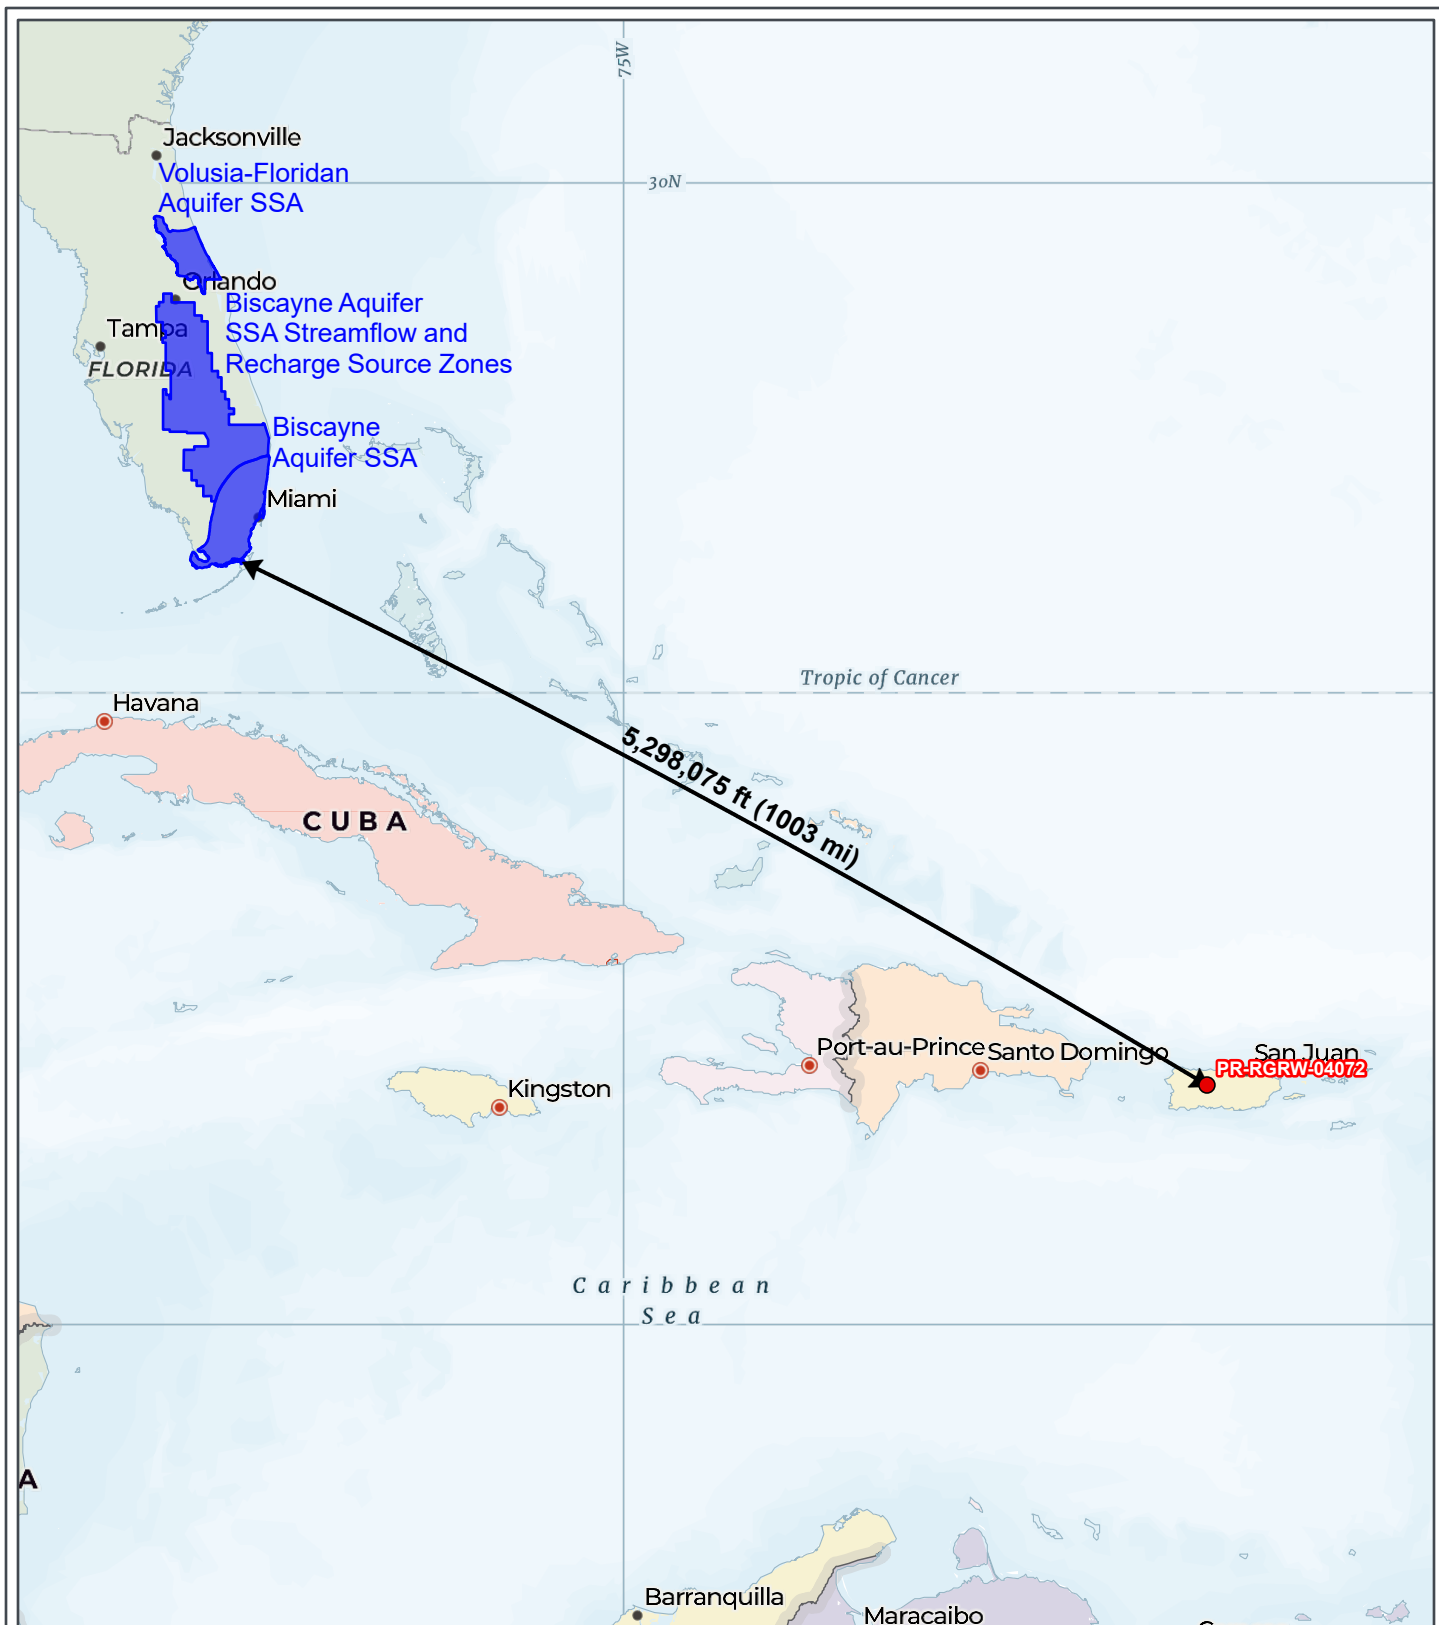 75W
Jacksonville
Volusia-Floridan
Aquifer SSA
30N
Orlando
Biscayne Aquifer
SSA Streamflow and
Recharge Source Zones
Tampa
FLORIDA
Biscayne
Aquifer SSA
Miami
Tropic of Cancer
Havana
5,298,075 ft (1003 mi)
CUBA
Port-au-Prince
Santo Domingo
San Juan
PR-RGRW-04072
Kingston
Caribbean
Sea
A
Barranquilla
Maracaibo